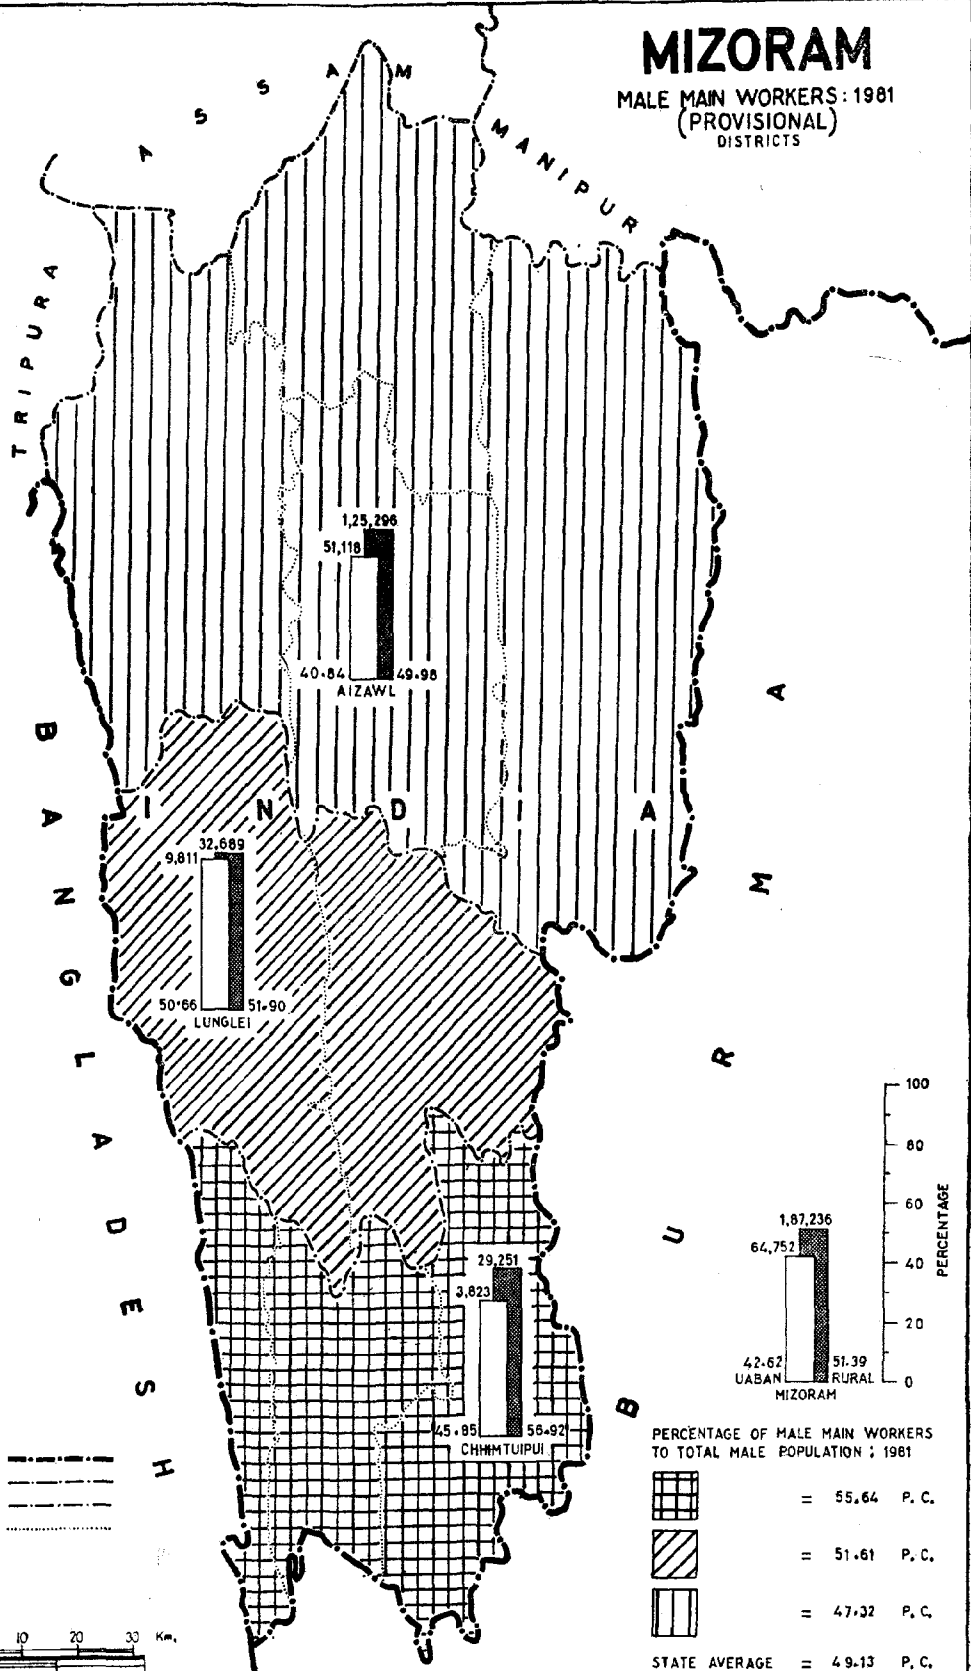 MIZORAM
MALE MAIN WORKERS: 1981
(PROVISIONAL)
DISTRICTS
ASSAM
MANIPUR
TRIPURA
1,25,296
51,118
40.84 49.98
AIZAWL
INDIA
BANGLADESH
BURMA
32,689
9,811
50.66 51.90
LUNGLEI
29,251
3,823
45.85 56.92
CHHIMTUIPUI
1,87,236
64,752
42.62 51.39
UABAN RURAL
MIZORAM
100
80
60
40
20
0
PERCENTAGE
PERCENTAGE OF MALE MAIN WORKERS
TO TOTAL MALE POPULATION : 1981
= 55.64 P.C.
= 51.61 P.C.
= 47.32 P.C.
STATE AVERAGE = 49.13 P.C.
10 20 30 Km.